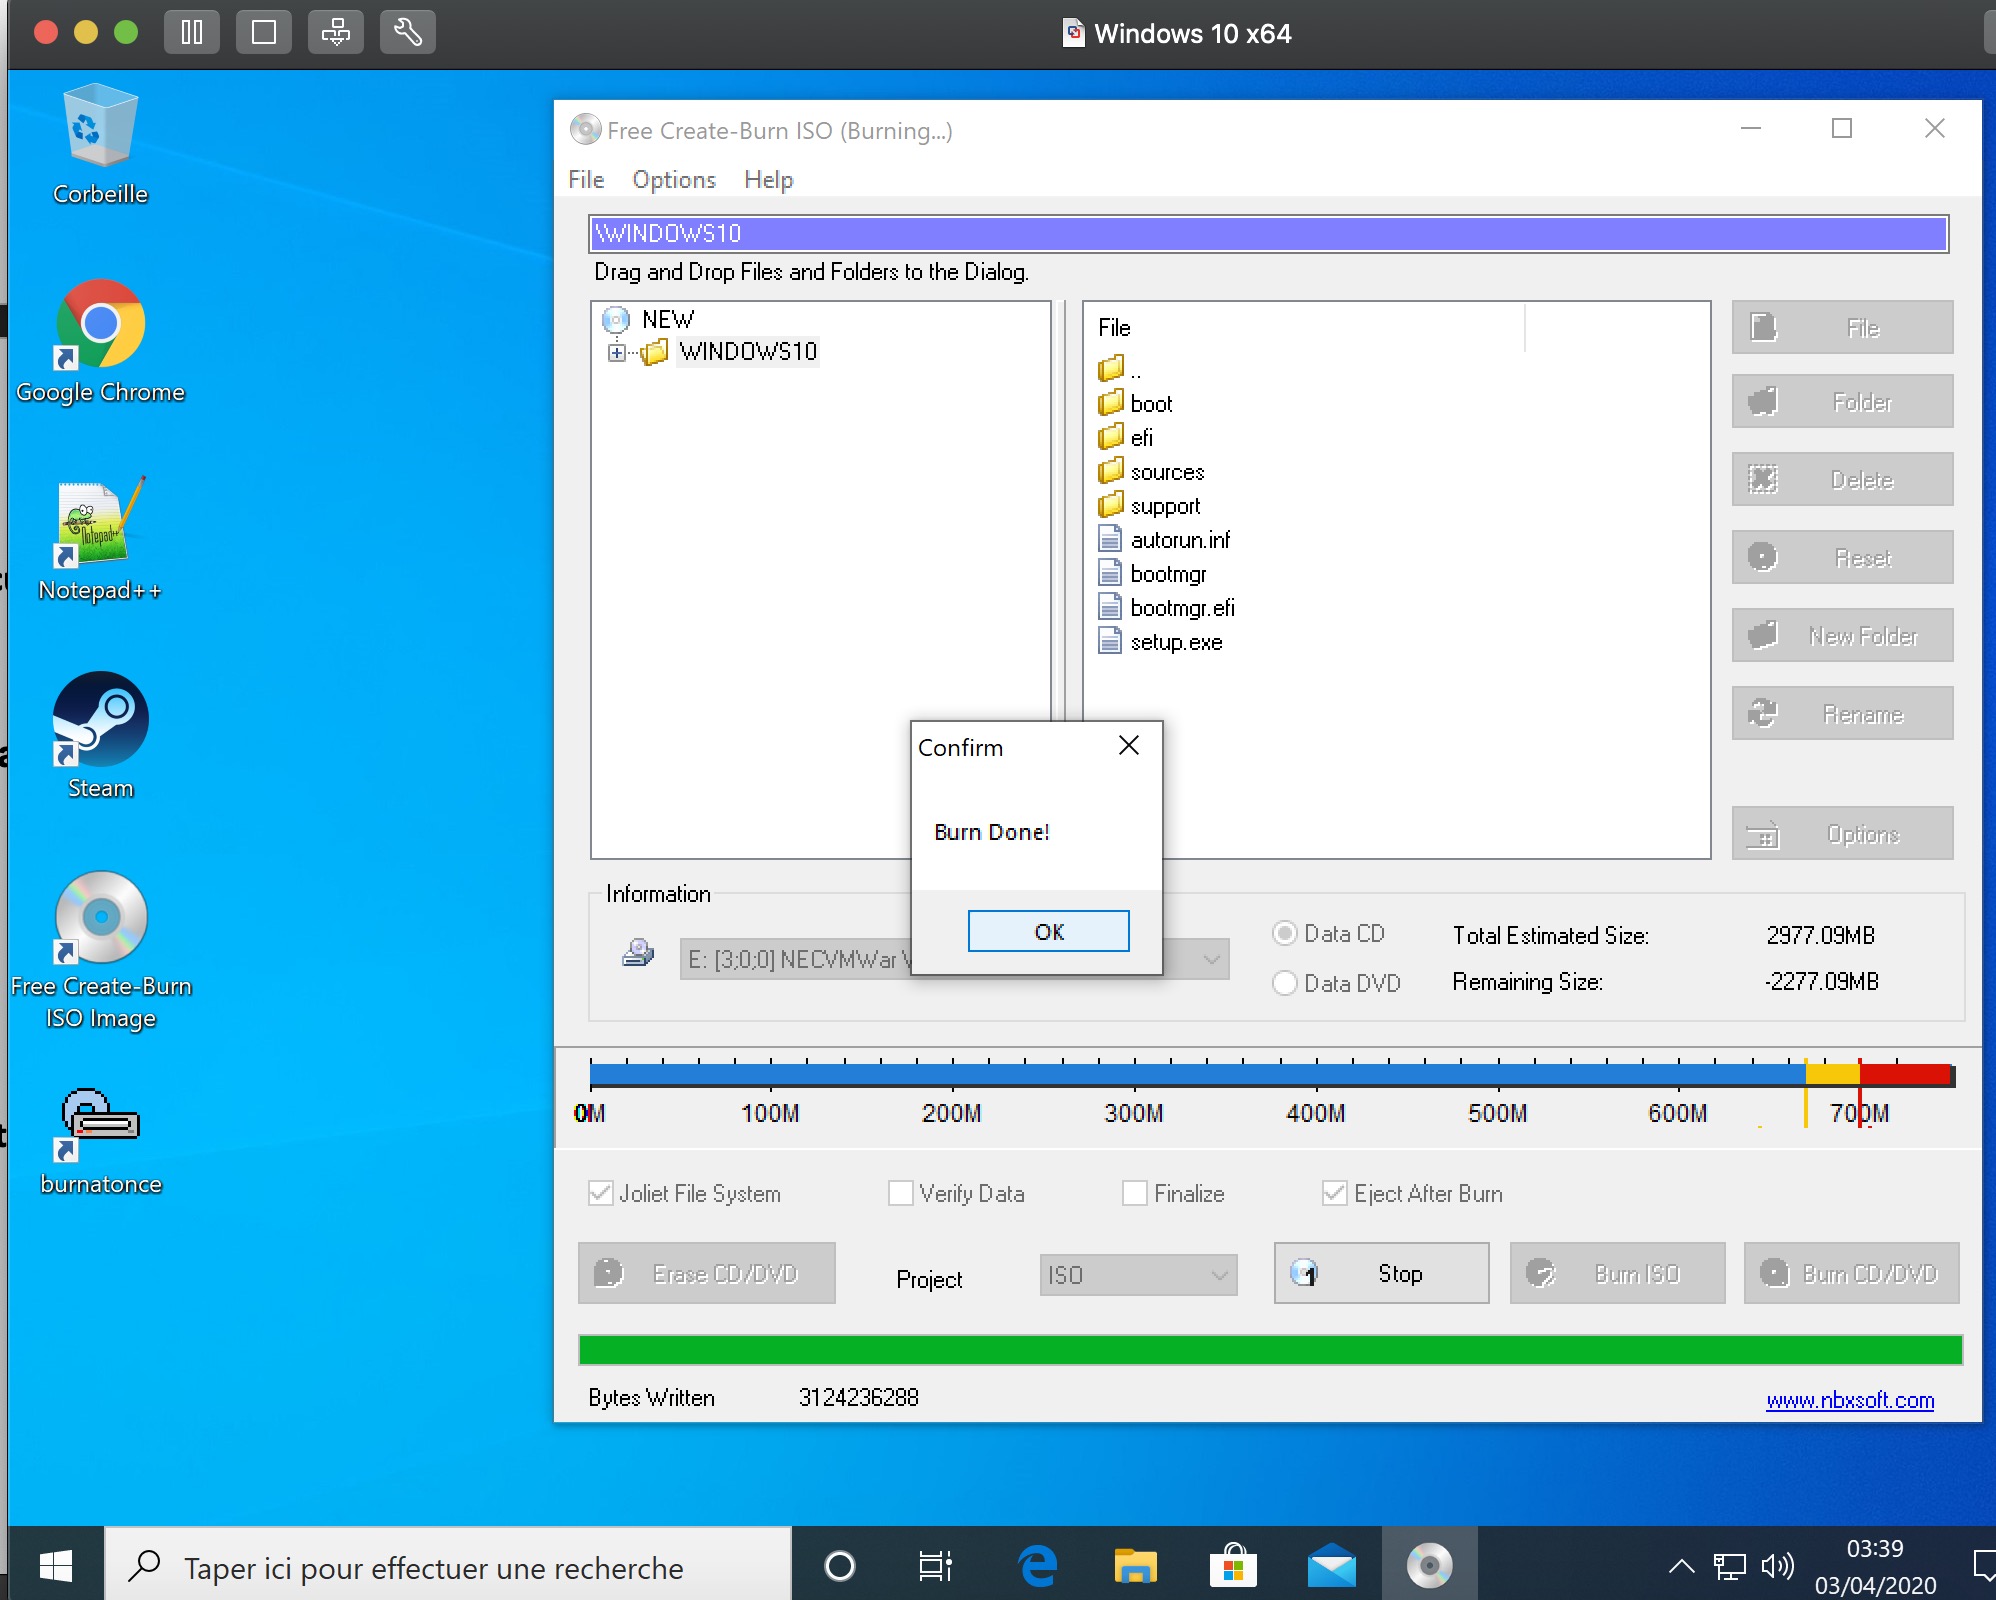 Windows 10 x64
Corbeille
Google Chrome
Notepad++
Steam
Free Create-Burn
ISO Image
burnatonce
Free Create-Burn ISO (Burning...)
File Options Help
\WINDOWS10
Drag and Drop Files and Folders to the Dialog.
NEW
WINDOWS10
File
..
boot
efi
sources
support
autorun.inf
bootmgr
bootmgr.efi
setup.exe
File
Folder
Delete
Reset
New Folder
Rename
Options
Confirm
Burn Done!
OK
Information
E: [3;0;0] NECVMWar
Data CD
Data DVD
Total Estimated Size: 2977.09MB
Remaining Size: -2277.09MB
0M 100M 200M 300M 400M 500M 600M 700M
Joliet File System Verify Data Finalize Eject After Burn
Erase CD/DVD Project ISO Stop Burn ISO Burn CD/DVD
Bytes Written 3124236288
www.nbxsoft.com
Taper ici pour effectuer une recherche
03:39
03/04/2020